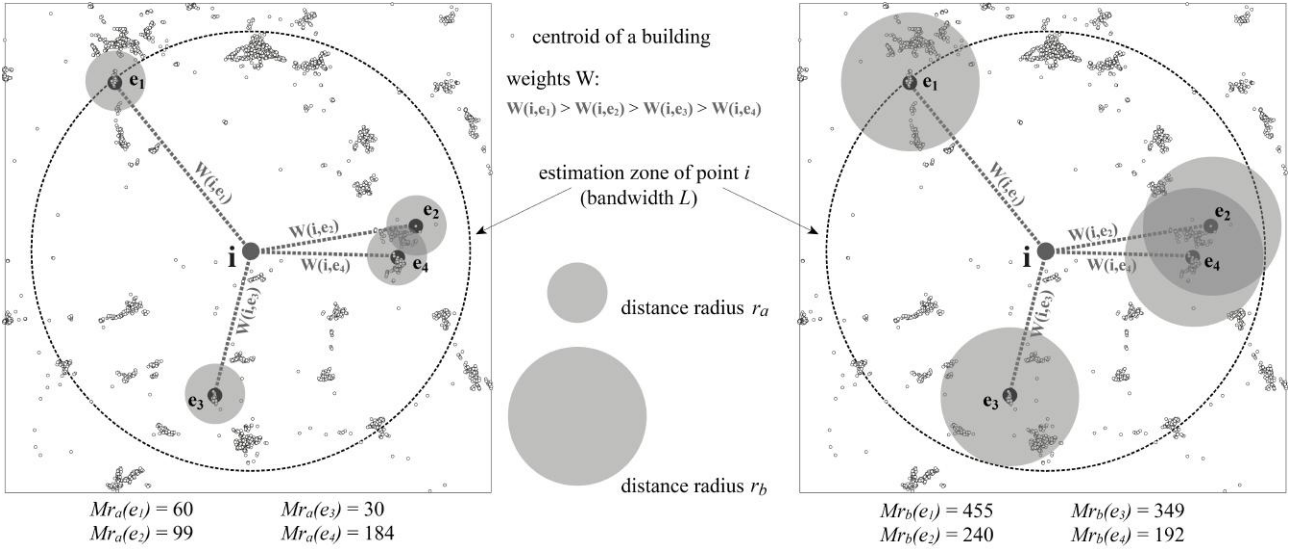 e₁
W(i,e₁)
e₂
W(i,e₂)
i
W(i,e₄)
e₄
W(i,e₃)
e₃
Mrₐ(e₁) = 60
Mrₐ(e₃) = 30
Mrₐ(e₂) = 99
Mrₐ(e₄) = 184
centroid of a building
weights W:
W(i,e₁) > W(i,e₂) > W(i,e₃) > W(i,e₄)
estimation zone of point i
(bandwidth L)
distance radius rₐ
distance radius r_b
e₁
W(i,e₁)
e₂
W(i,e₂)
i
W(i,e₄)
e₄
W(i,e₃)
e₃
Mr_b(e₁) = 455
Mr_b(e₃) = 349
Mr_b(e₂) = 240
Mr_b(e₄) = 192